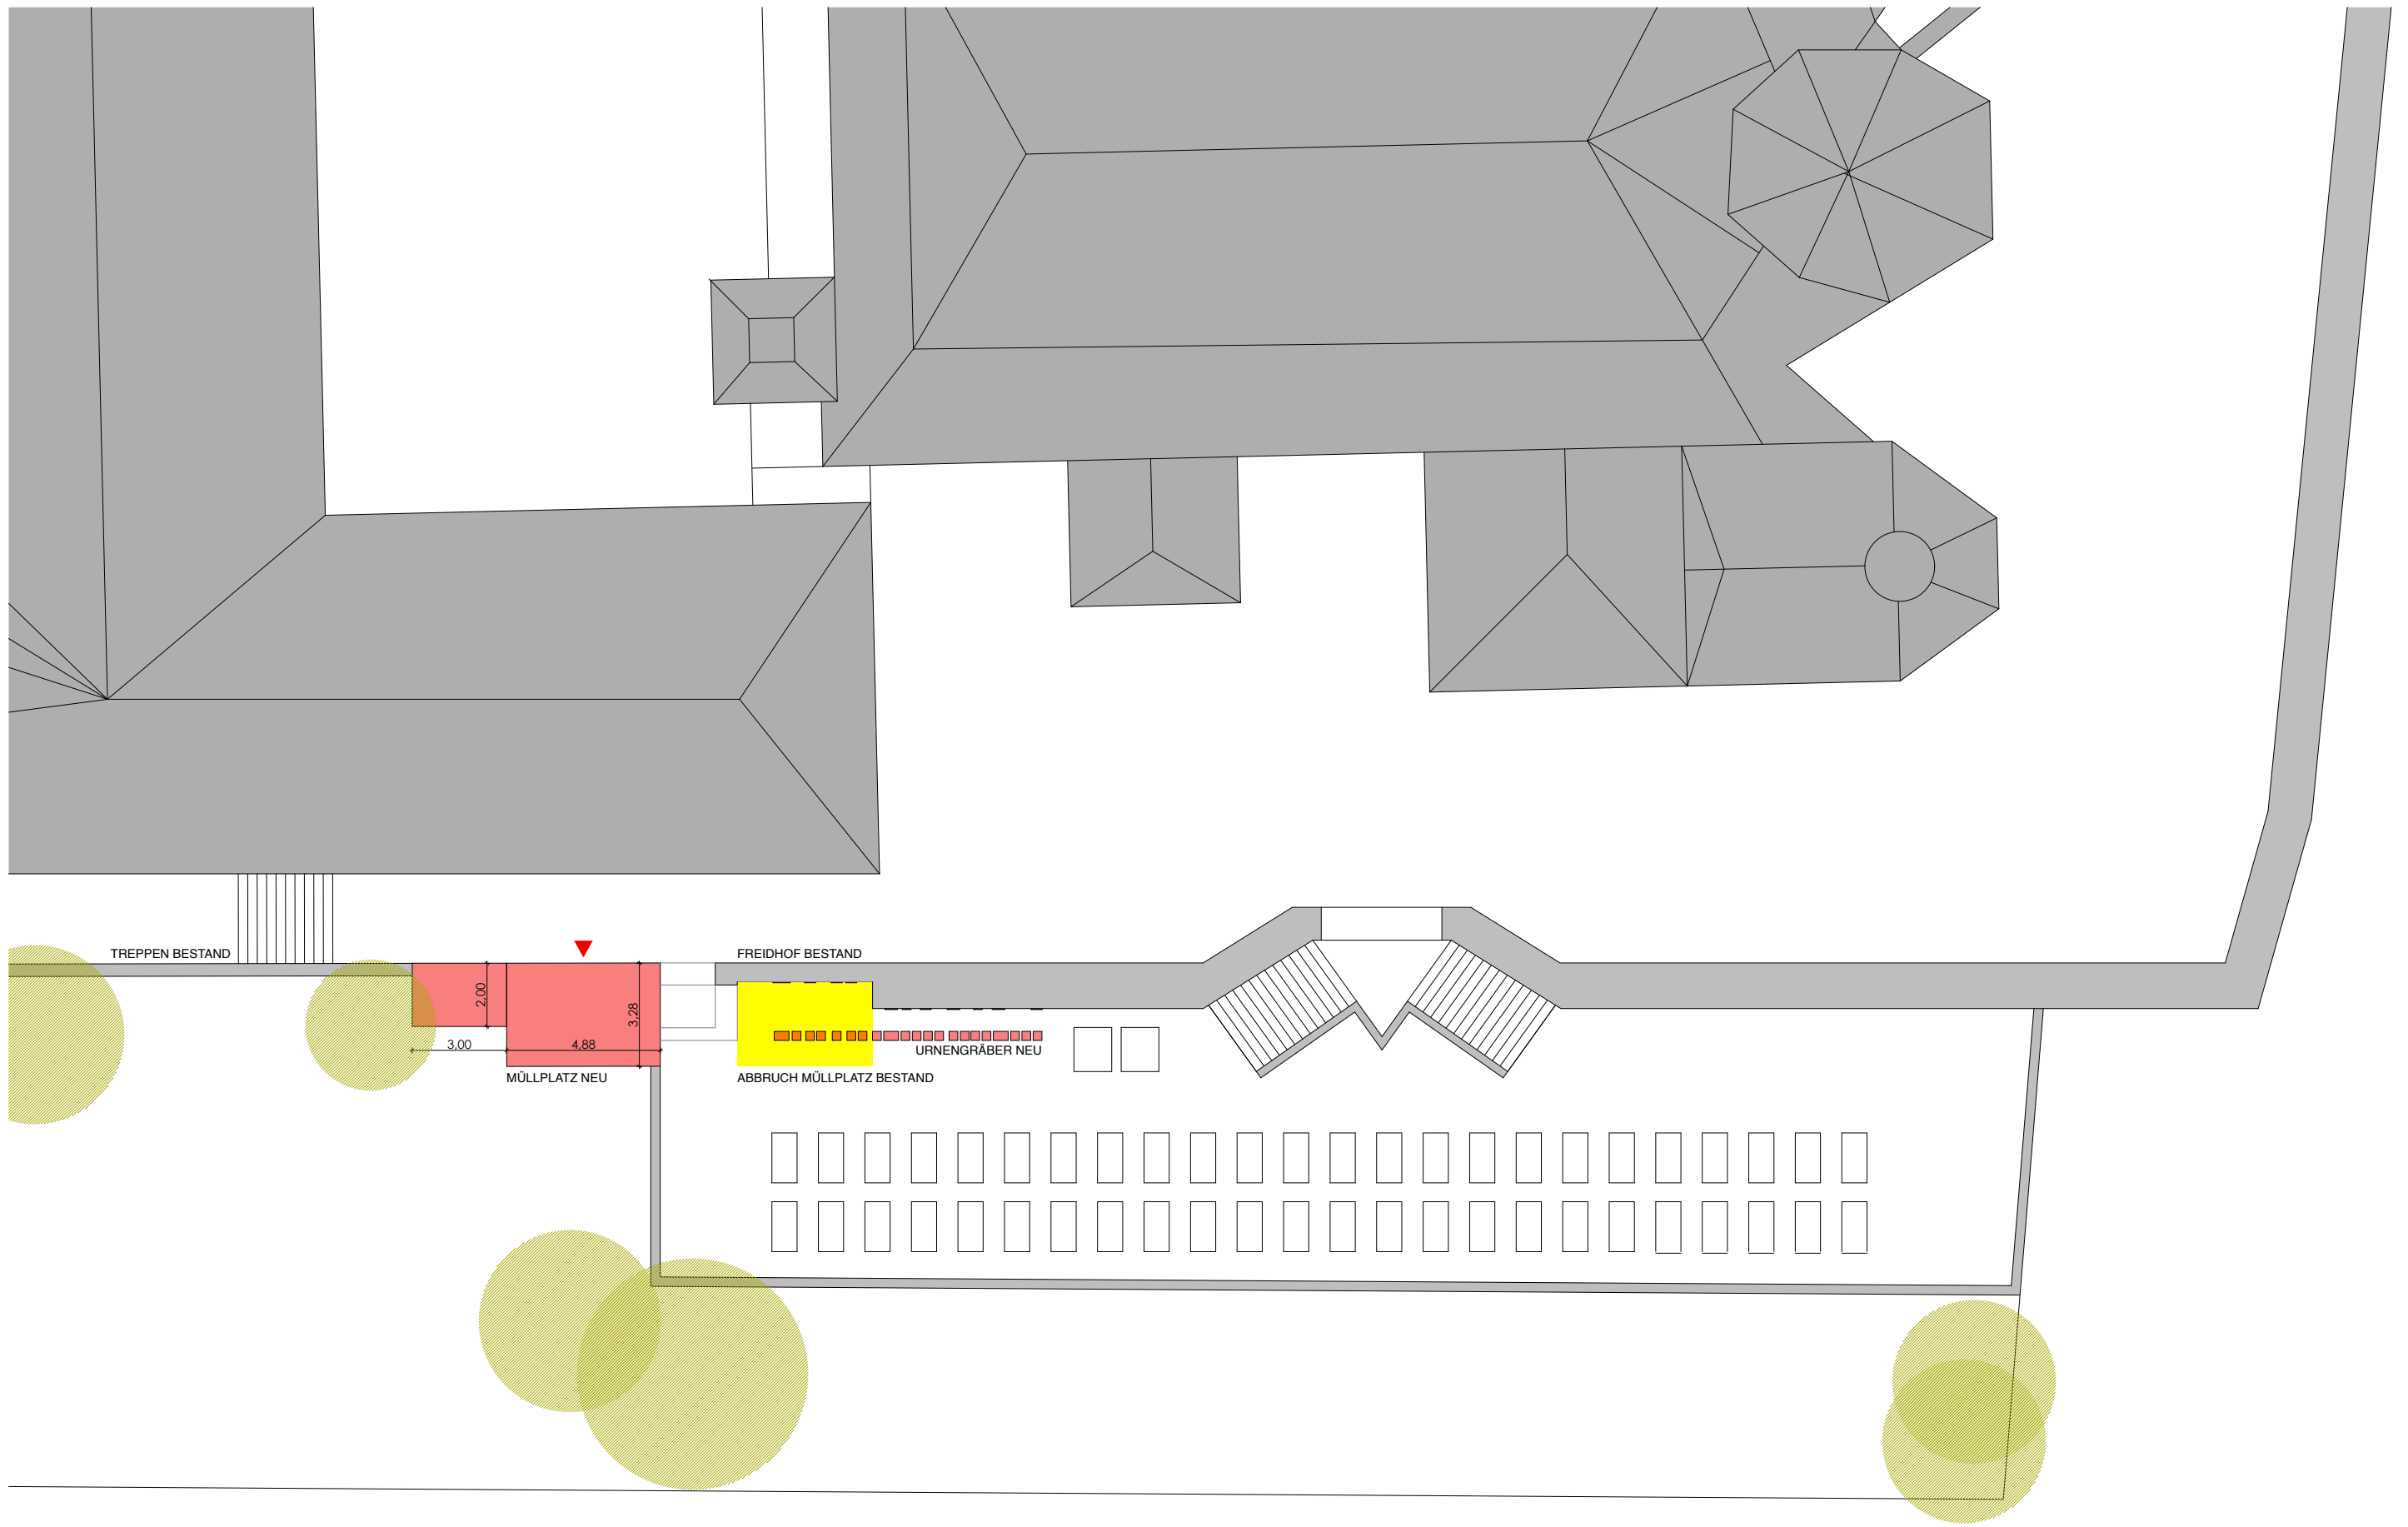 TREPPEN BESTAND
FREIDHOF BESTAND
2,00
3,28
3,00
4,88
URNENGRÄBER NEU
MÜLLPLATZ NEU
ABBRUCH MÜLLPLATZ BESTAND